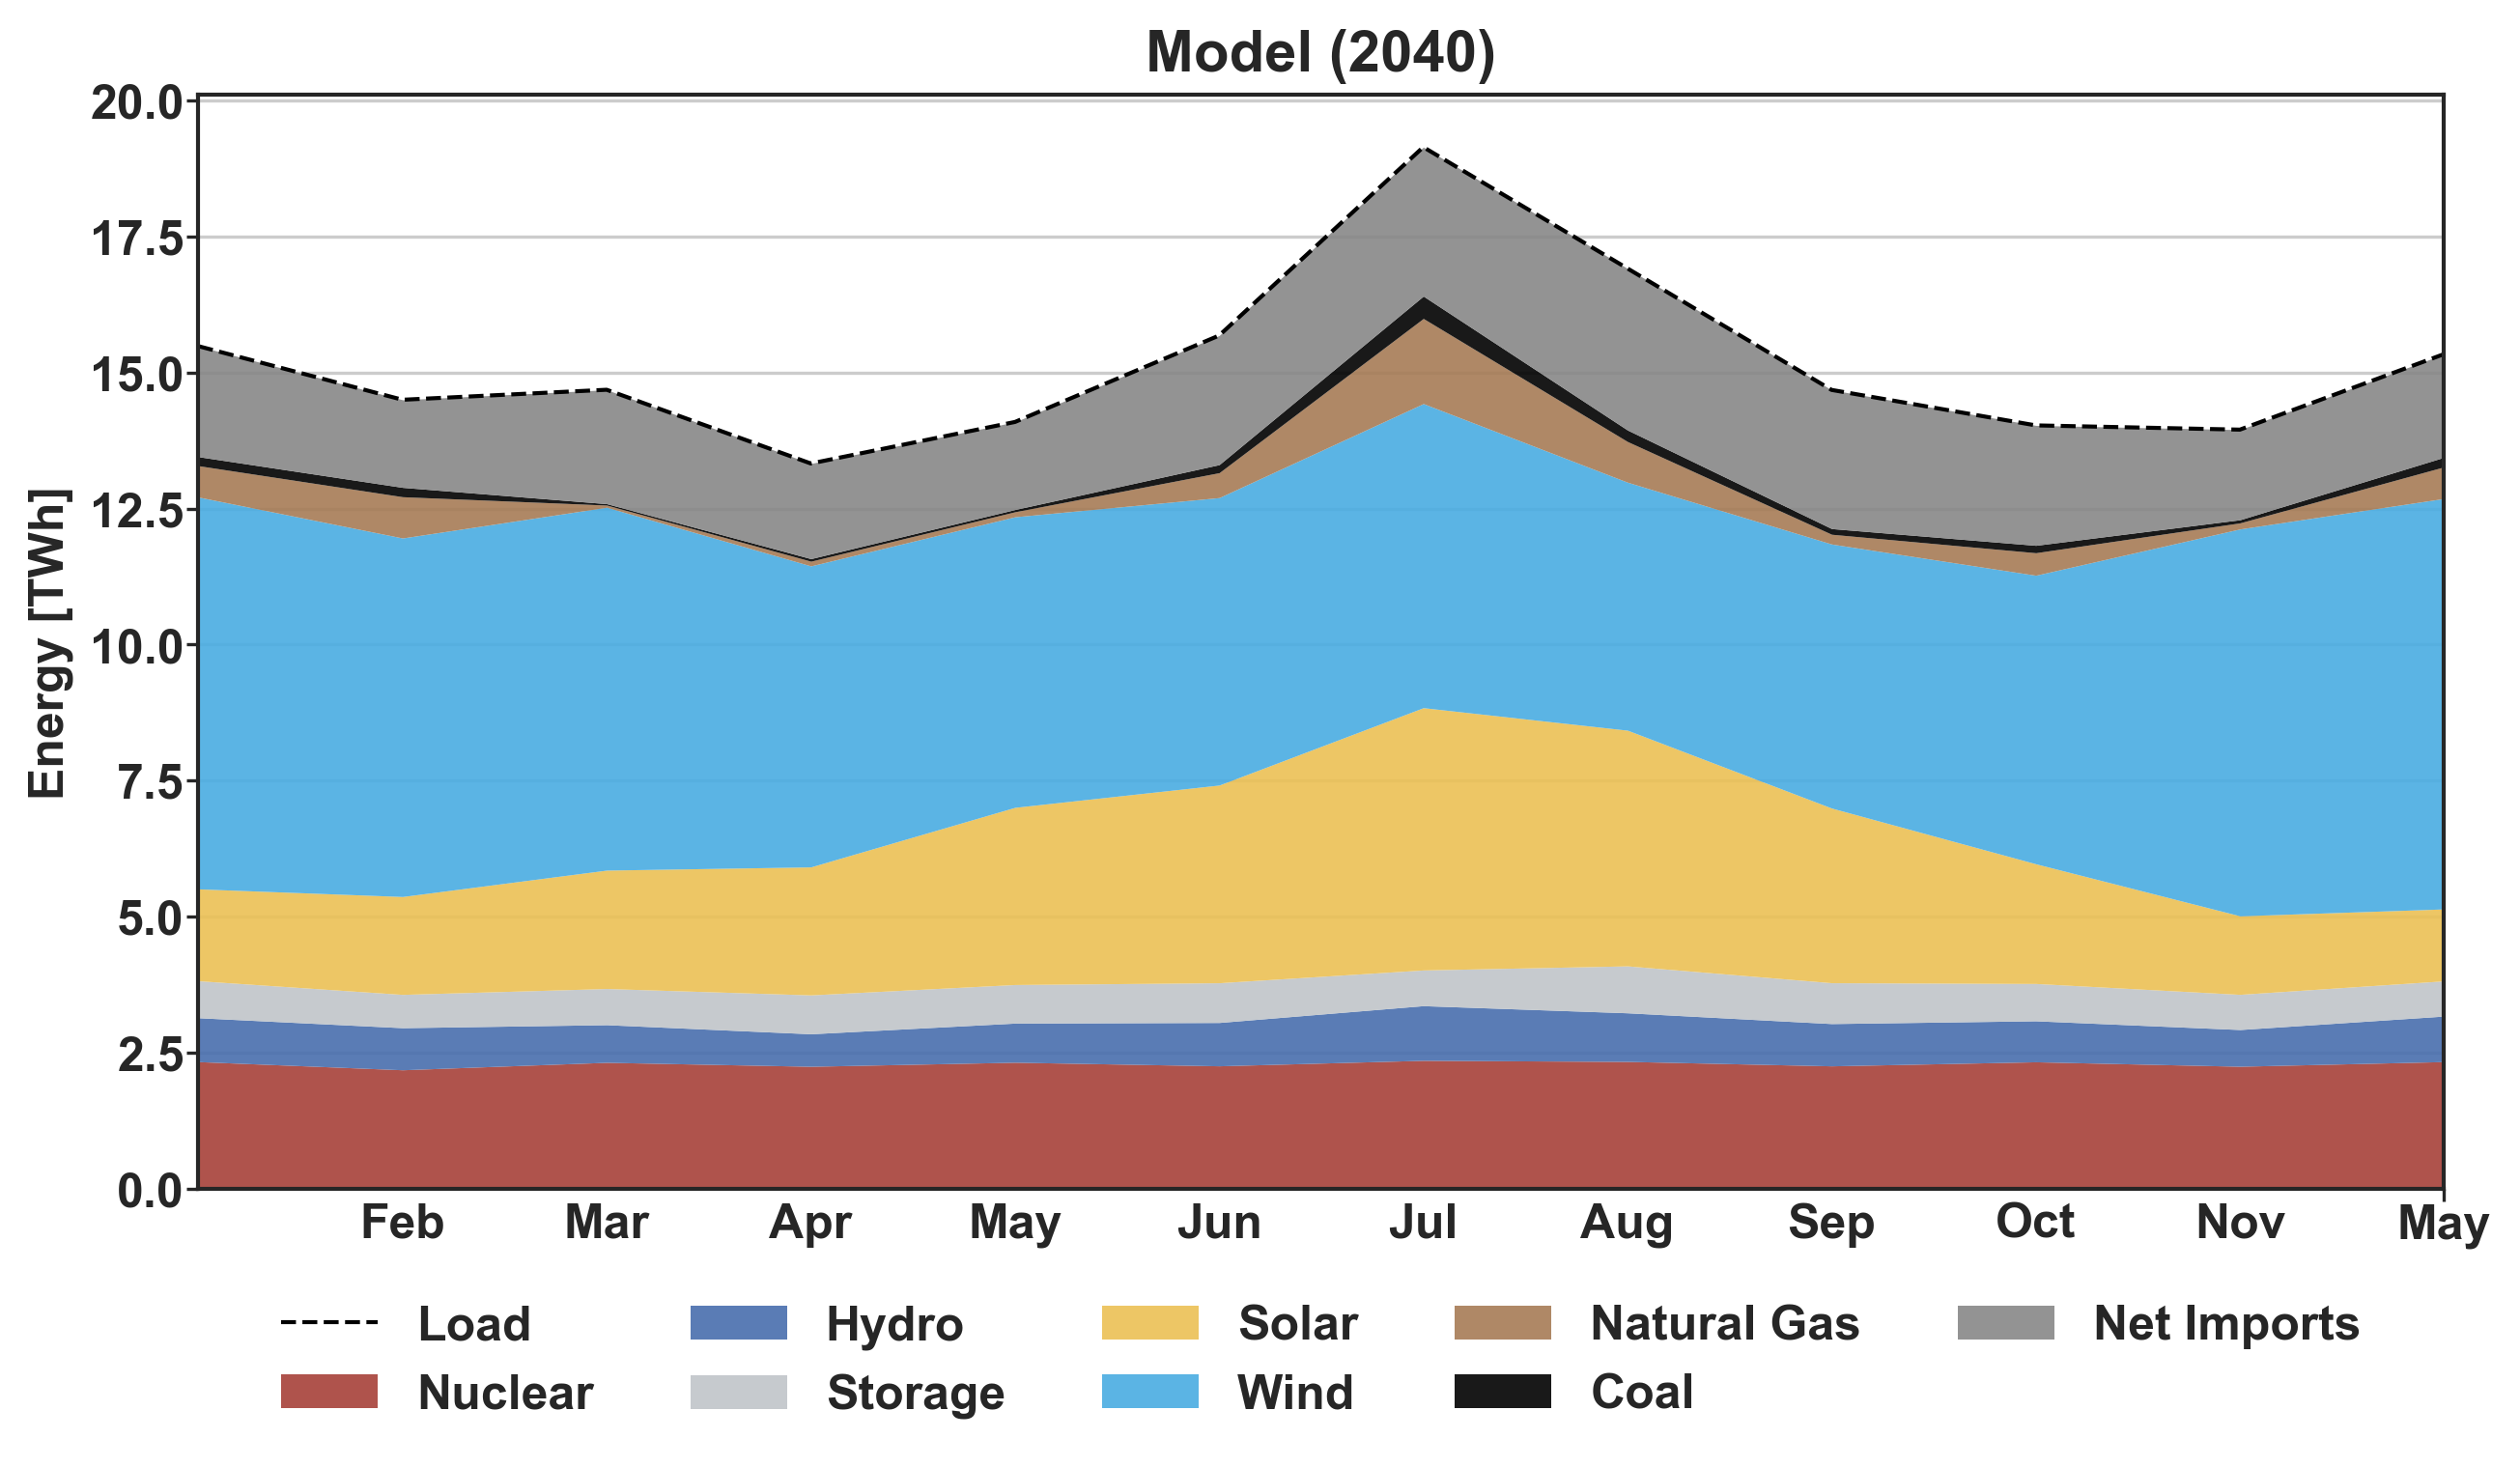 Model (2040)
Energy [TWh]
20.0
17.5
15.0
12.5
10.0
7.5
5.0
2.5
0.0
Feb Mar Apr May Jun Jul Aug Sep Oct Nov May
Load Hydro Solar Natural Gas Net Imports
Nuclear Storage Wind Coal